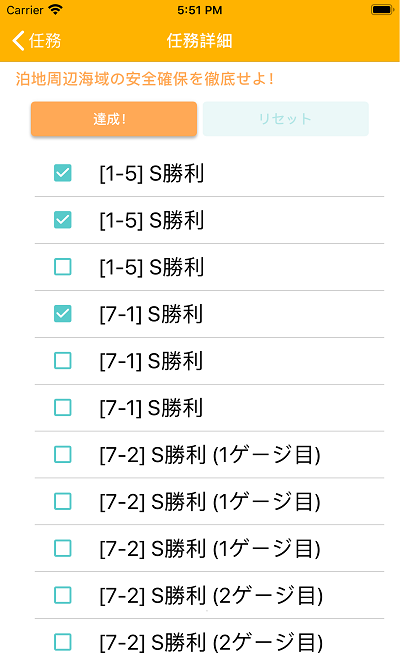 Carrier 5:51 PM
任務 任務詳細
泊地周辺海域の安全確保を徹底せよ!
達成! リセット
[1-5] S勝利
[1-5] S勝利
[1-5] S勝利
[7-1] S勝利
[7-1] S勝利
[7-1] S勝利
[7-2] S勝利 (1ゲージ目)
[7-2] S勝利 (1ゲージ目)
[7-2] S勝利 (1ゲージ目)
[7-2] S勝利 (2ゲージ目)
[7-2] S勝利 (2ゲージ目)